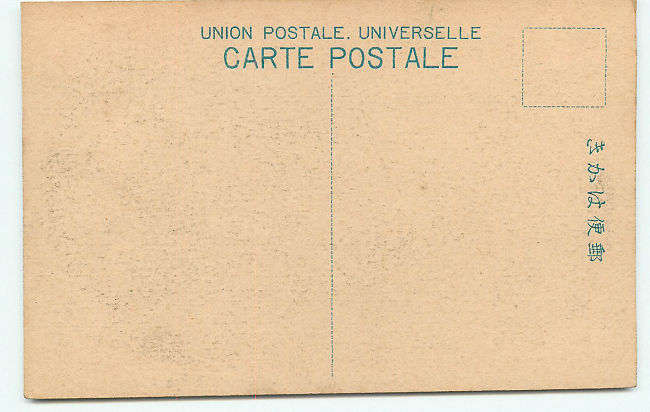 UNION POSTALE. UNIVERSELLE
CARTE POSTALE
郵便はかき